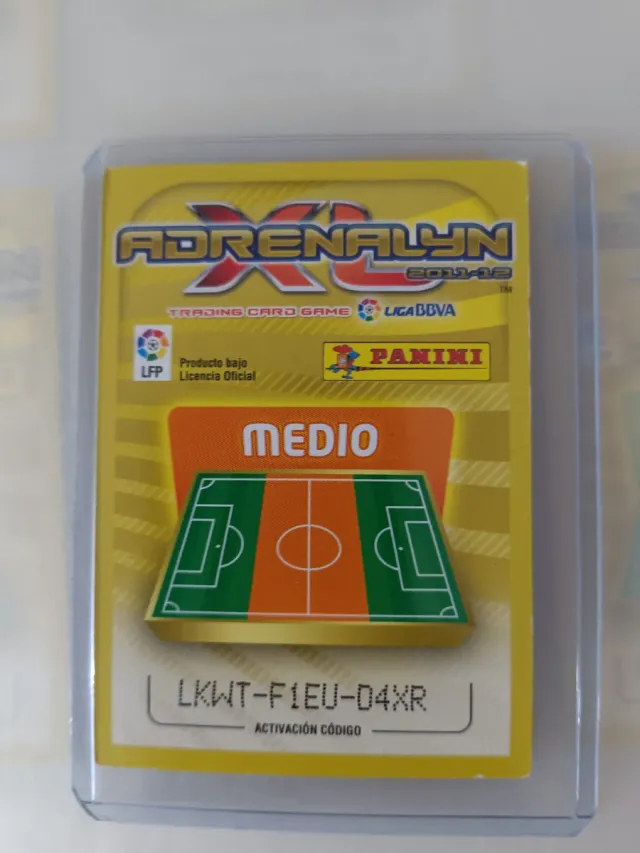 ADRENALYN
XL
2011-12
TM
TRADING CARD GAME LIGA BBVA
LFP
Producto bajo
Licencia Oficial
PANINI
MEDIO
LKWT-F1EU-D4XR
ACTIVACIÓN CÓDIGO